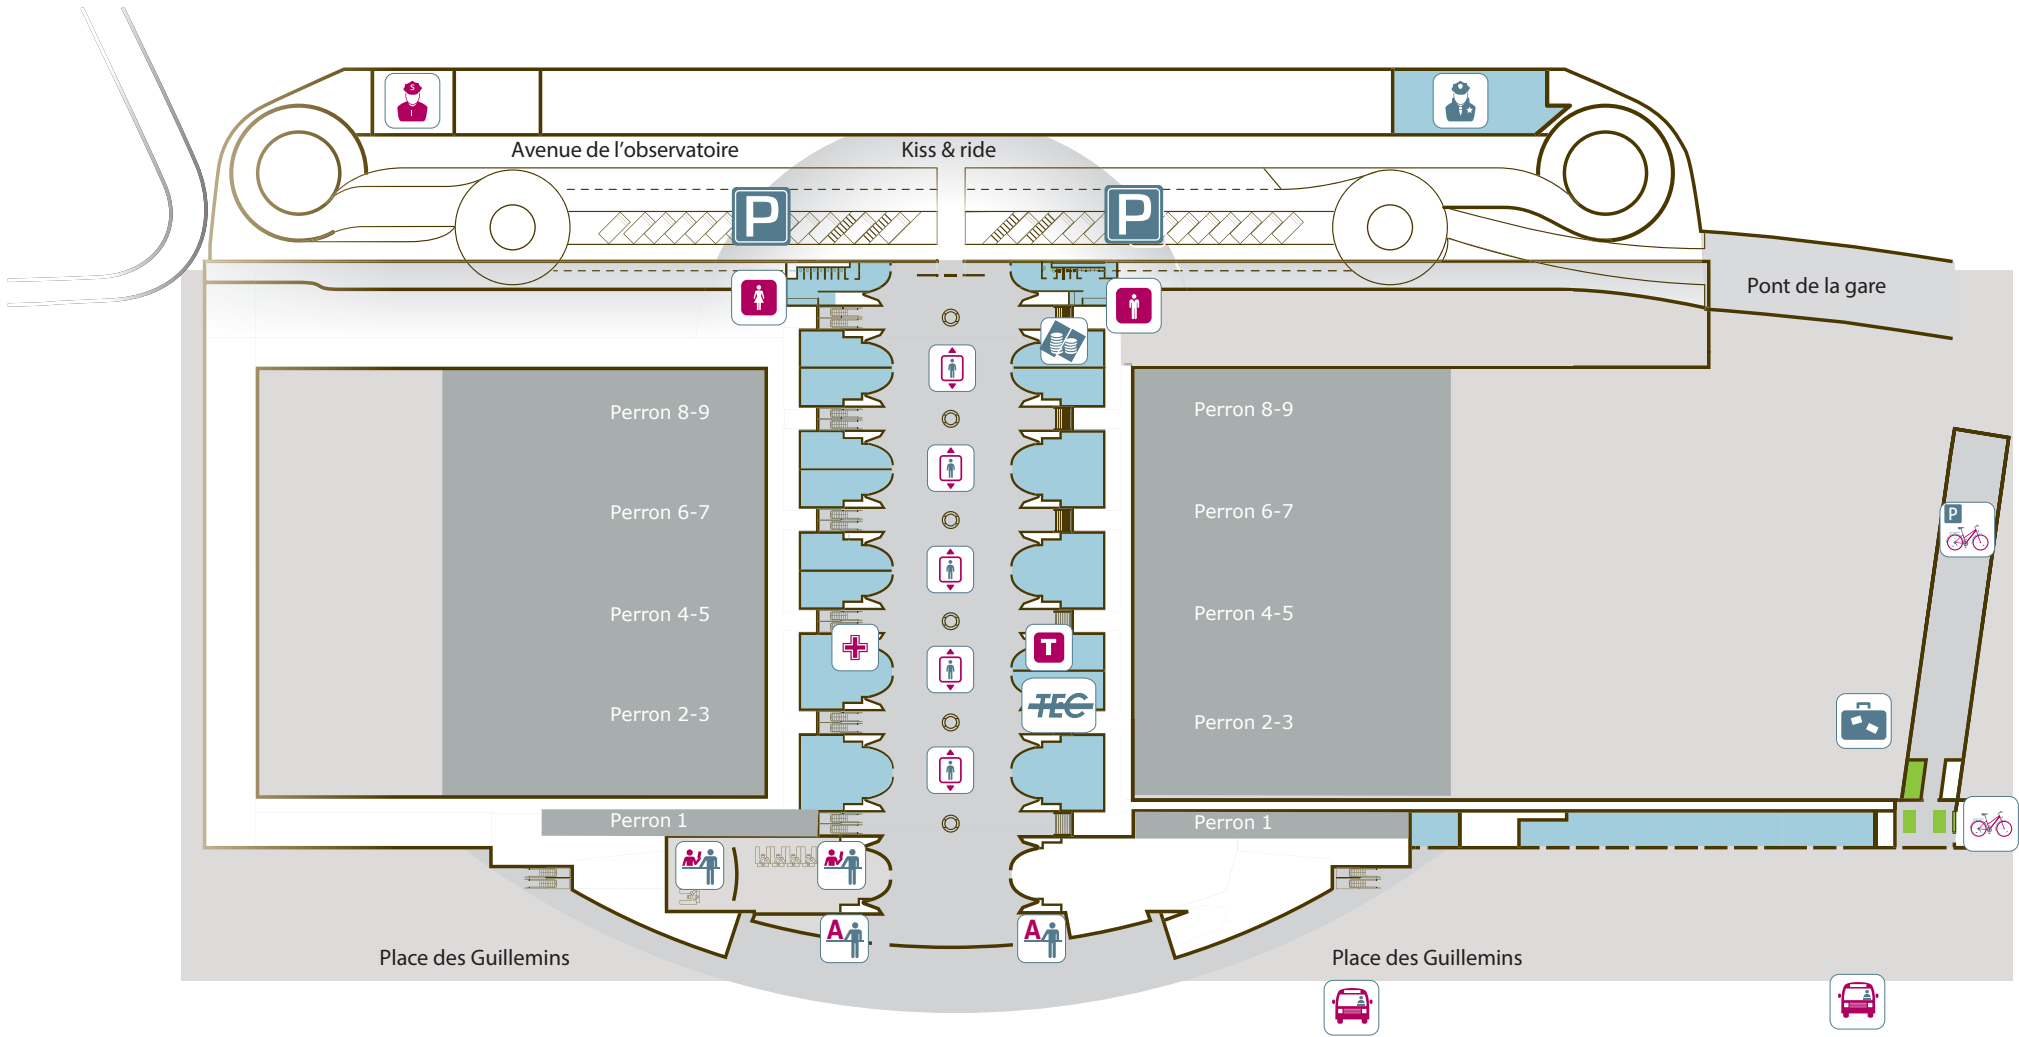 S
Avenue de l'observatoire
Kiss & ride
P
P
Pont de la gare
Perron 8-9
Perron 8-9
Perron 6-7
Perron 6-7
P
Perron 4-5
Perron 4-5
T
TEC
Perron 2-3
Perron 2-3
Perron 1
Perron 1
A
A
Place des Guillemins
Place des Guillemins